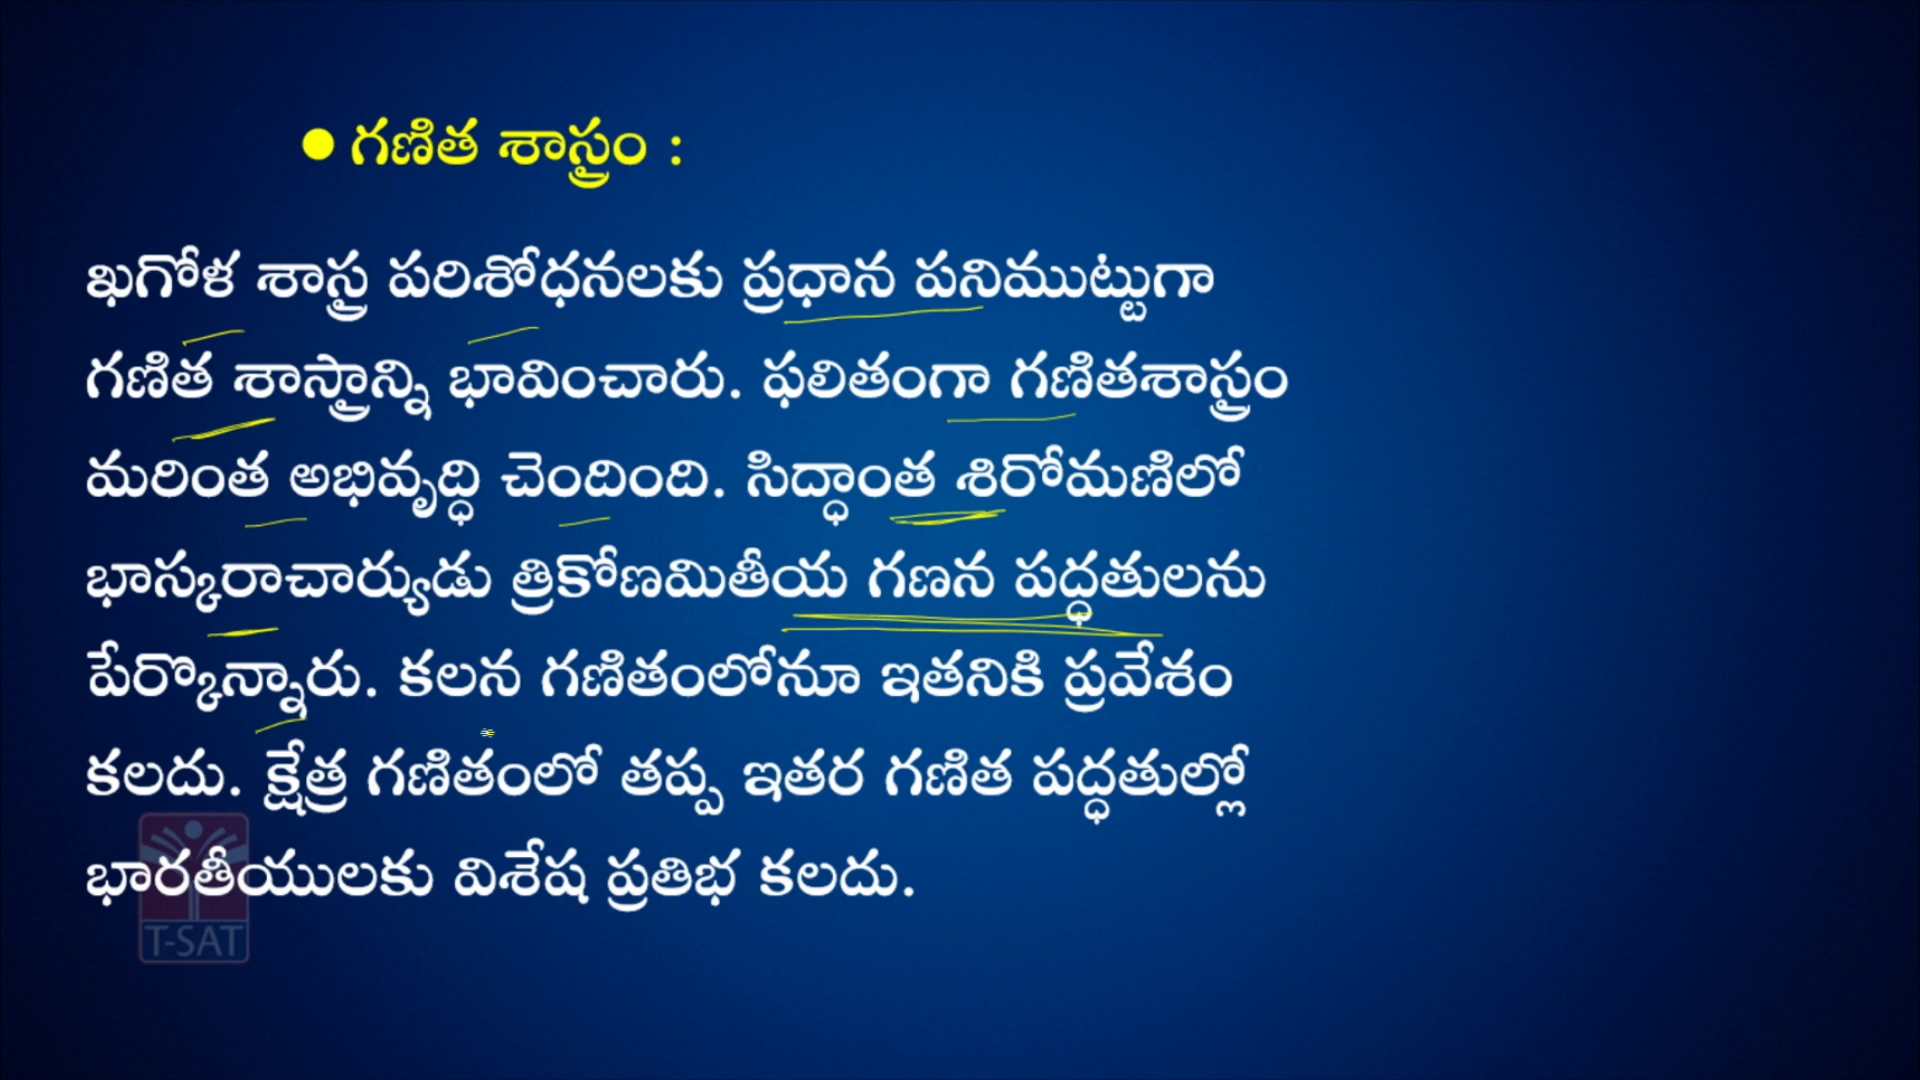 • గణిత శాస్త్రం :
ఖగోళ శాస్త్ర పరిశోధనలకు ప్రధాన పనిముట్టుగా
గణిత శాస్త్రాన్ని భావించారు. ఫలితంగా గణితశాస్త్రం
మరింత అభివృద్ధి చెందింది. సిద్ధాంత శిరోమణిలో
భాస్కరాచార్యుడు త్రికోణమితీయ గణన పద్ధతులను
పేర్కొన్నారు. కలన గణితంలోనూ ఇతనికి ప్రవేశం
కలదు. క్షేత్ర గణితంలో తప్ప ఇతర గణిత పద్ధతుల్లో
భారతీయులకు విశేష ప్రతిభ కలదు.
T-SAT